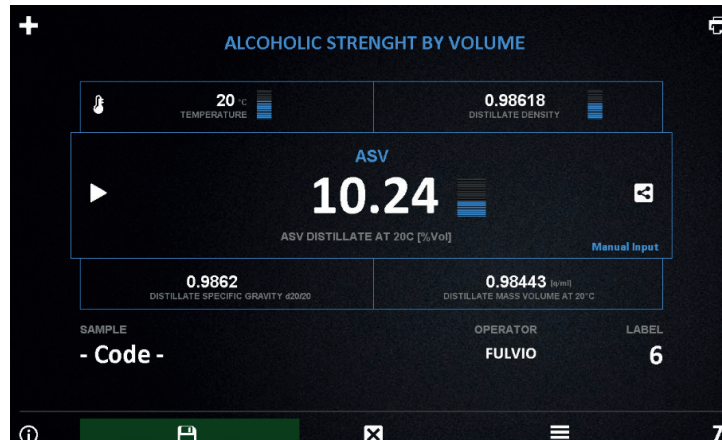 ALCOHOLIC STRENGHT BY VOLUME
20 °C
TEMPERATURE
0.98618
DISTILLATE DENSITY
ASV
10.24
ASV DISTILLATE AT 20C [%Vol]
Manual Input
0.9862
DISTILLATE SPECIFIC GRAVITY d20/20
0.98443 [g/ml]
DISTILLATE MASS VOLUME AT 20°C
SAMPLE
- Code -
OPERATOR
FULVIO
LABEL
6